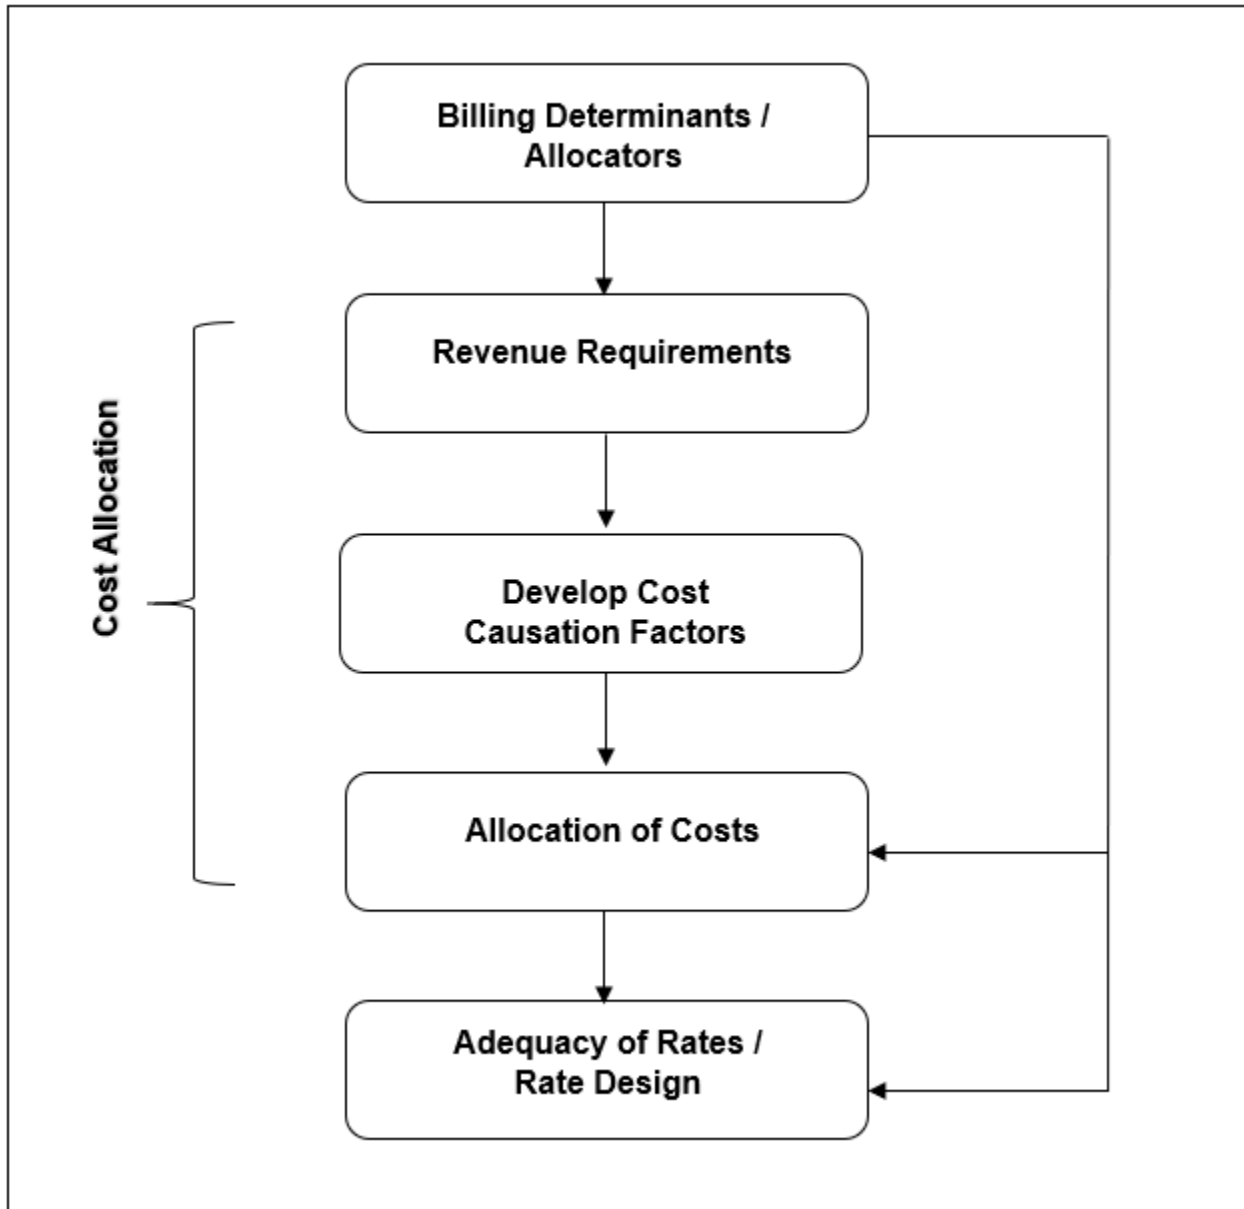 Billing Determinants /
Allocators
Revenue Requirements
Cost Allocation
Develop Cost
Causation Factors
Allocation of Costs
Adequacy of Rates /
Rate Design